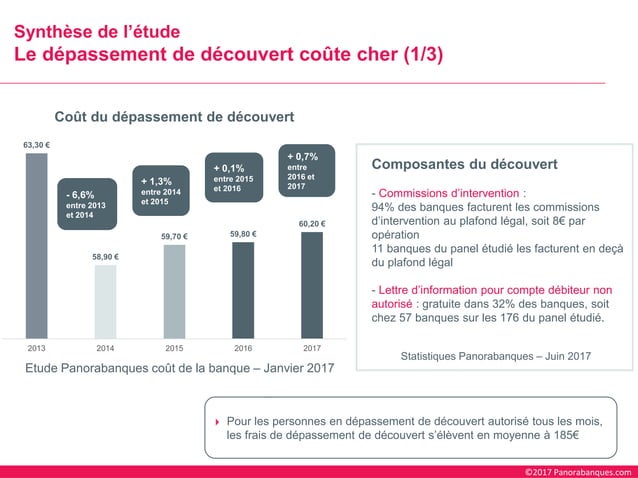 Synthèse de l’étude
Le dépassement de découvert coûte cher (1/3)
Coût du dépassement de découvert
63,30 €
- 6,6%
entre 2013
et 2014
+ 1,3%
entre 2014
et 2015
+ 0,1%
entre 2015
et 2016
+ 0,7%
entre
2016 et
2017
58,90 €
59,70 €
59,80 €
60,20 €
2013
2014
2015
2016
2017
Etude Panorabanques coût de la banque – Janvier 2017
Composantes du découvert
- Commissions d’intervention :
94% des banques facturent les commissions
d’intervention au plafond légal, soit 8€ par
opération
11 banques du panel étudié les facturent en deçà
du plafond légal
- Lettre d’information pour compte débiteur non
autorisé : gratuite dans 32% des banques, soit
chez 57 banques sur les 176 du panel étudié.
Statistiques Panorabanques – Juin 2017
Pour les personnes en dépassement de découvert autorisé tous les mois,
les frais de dépassement de découvert s’élèvent en moyenne à 185€
©2017 Panorabanques.com